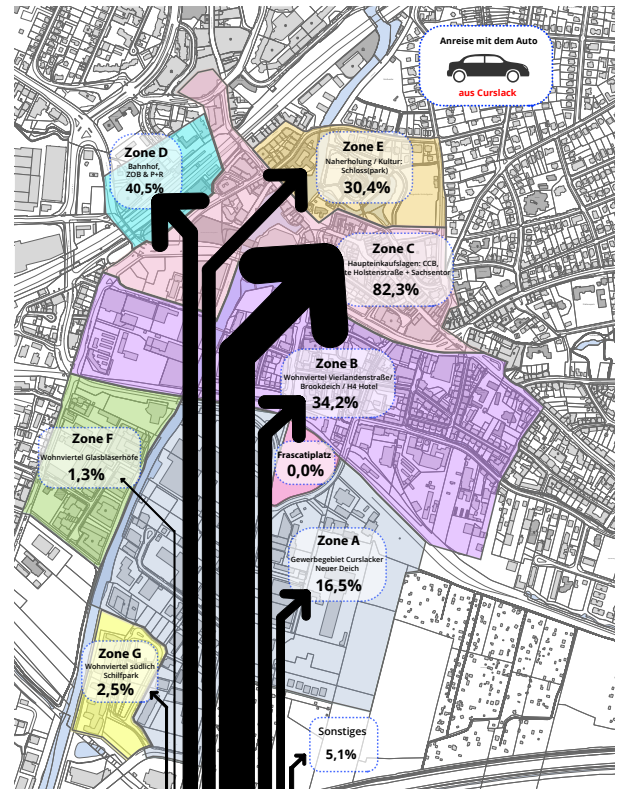 Anreise mit dem Auto
aus Curslack
Zone D
Bahnhof,
ZOB & P+R
40,5%
Zone E
Naherholung / Kultur:
Schloss(park)
30,4%
Zone C
Haupteinkaufslagen: CCB,
te Holstenstraße + Sachsentor
82,3%
Zone B
Wohnviertel Vierlandenstraße/
Brookdeich / H4 Hotel
34,2%
Zone F
Wohnviertel Glasbläserhöfe
1,3%
Frascatiplatz
0,0%
Zone A
Gewerbegebiet Curslacker
Neuer Deich
16,5%
Zone G
Wohnviertel südlich
Schilfpark
2,5%
Sonstiges
5,1%